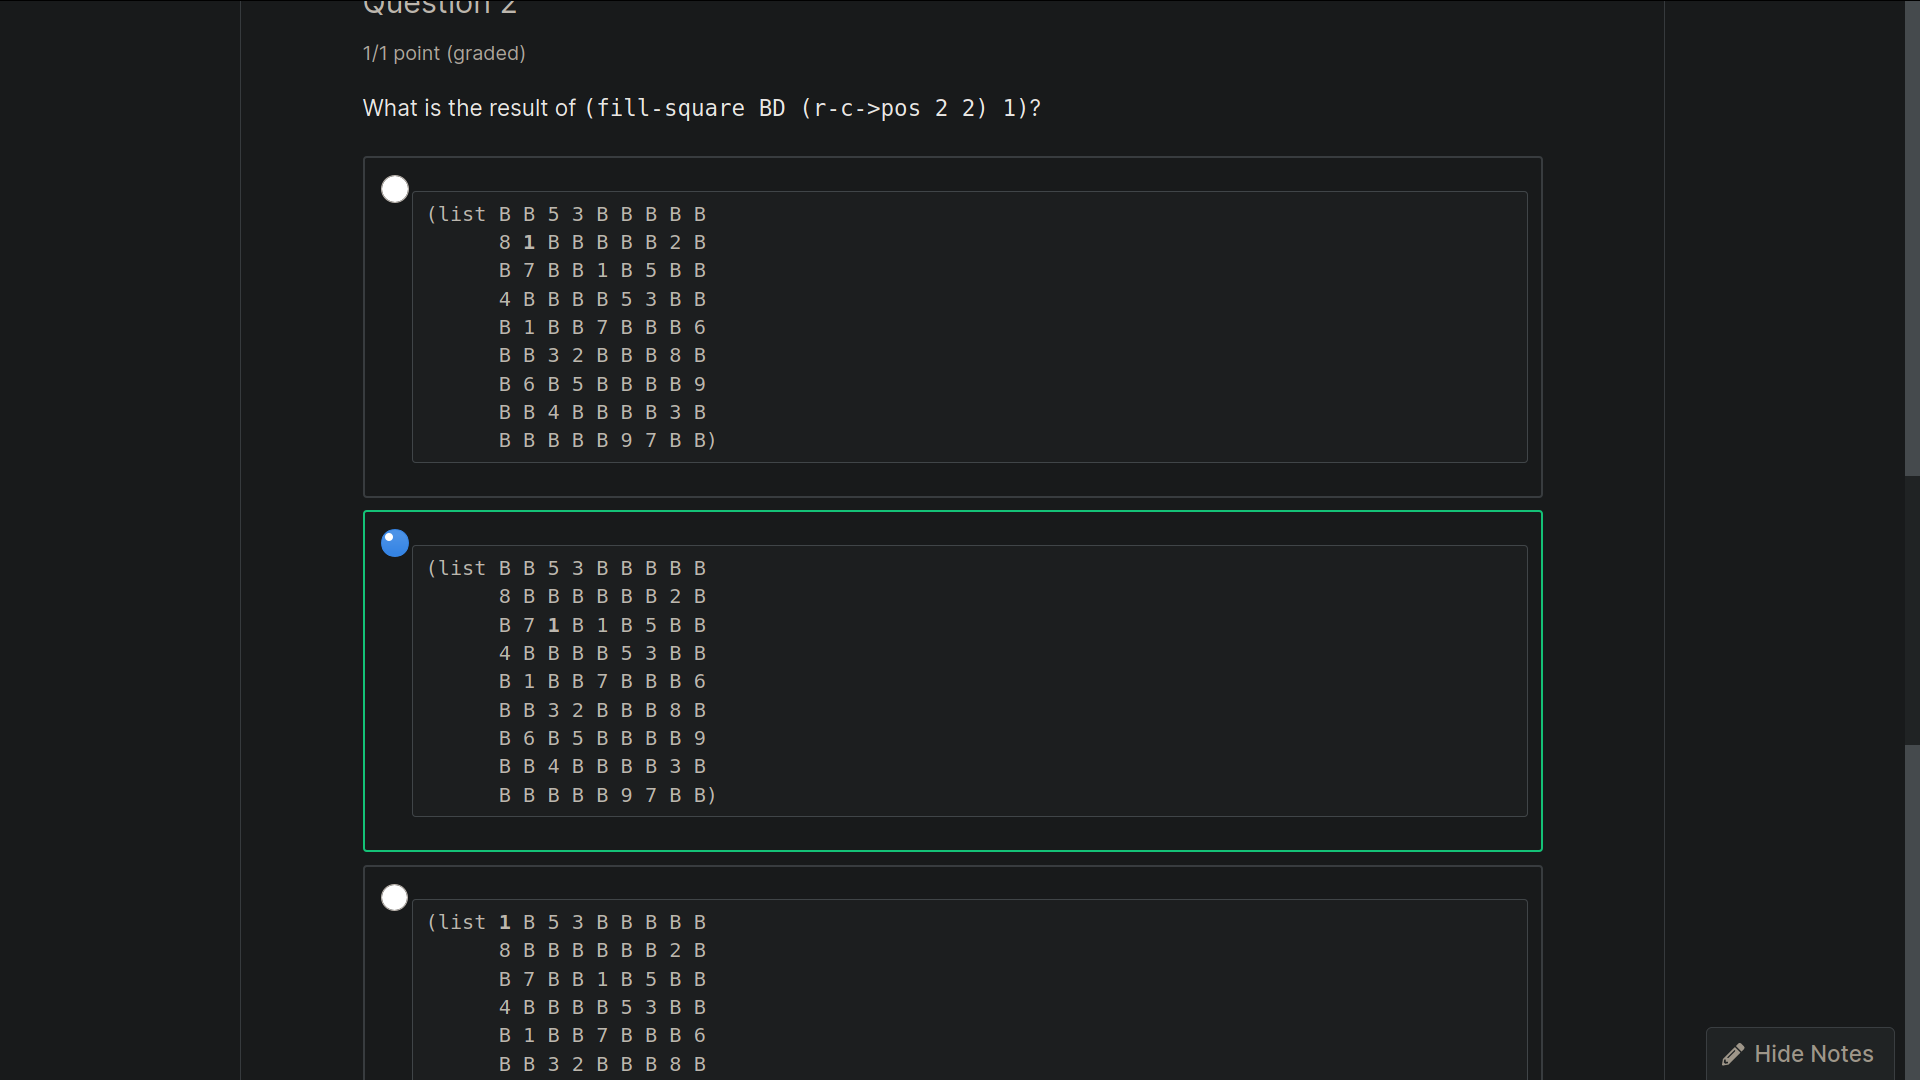 Question 2
1/1 point (graded)
What is the result of (fill-square BD (r-c->pos 2 2) 1)?
(list B B 5 3 B B B B B
8 1 B B B B B 2 B
B 7 B B 1 B 5 B B
4 B B B B 5 3 B B
B 1 B B 7 B B B 6
B B 3 2 B B B 8 B
B 6 B 5 B B B B 9
B B 4 B B B B 3 B
B B B B B 9 7 B B)
(list B B 5 3 B B B B B
8 B B B B B B 2 B
B 7 1 B 1 B 5 B B
4 B B B B 5 3 B B
B 1 B B 7 B B B 6
B B 3 2 B B B 8 B
B 6 B 5 B B B B 9
B B 4 B B B B 3 B
B B B B B 9 7 B B)
(list 1 B 5 3 B B B B B
8 B B B B B B 2 B
B 7 B B 1 B 5 B B
4 B B B B 5 3 B B
B 1 B B 7 B B B 6
B B 3 2 B B B 8 B
Hide Notes